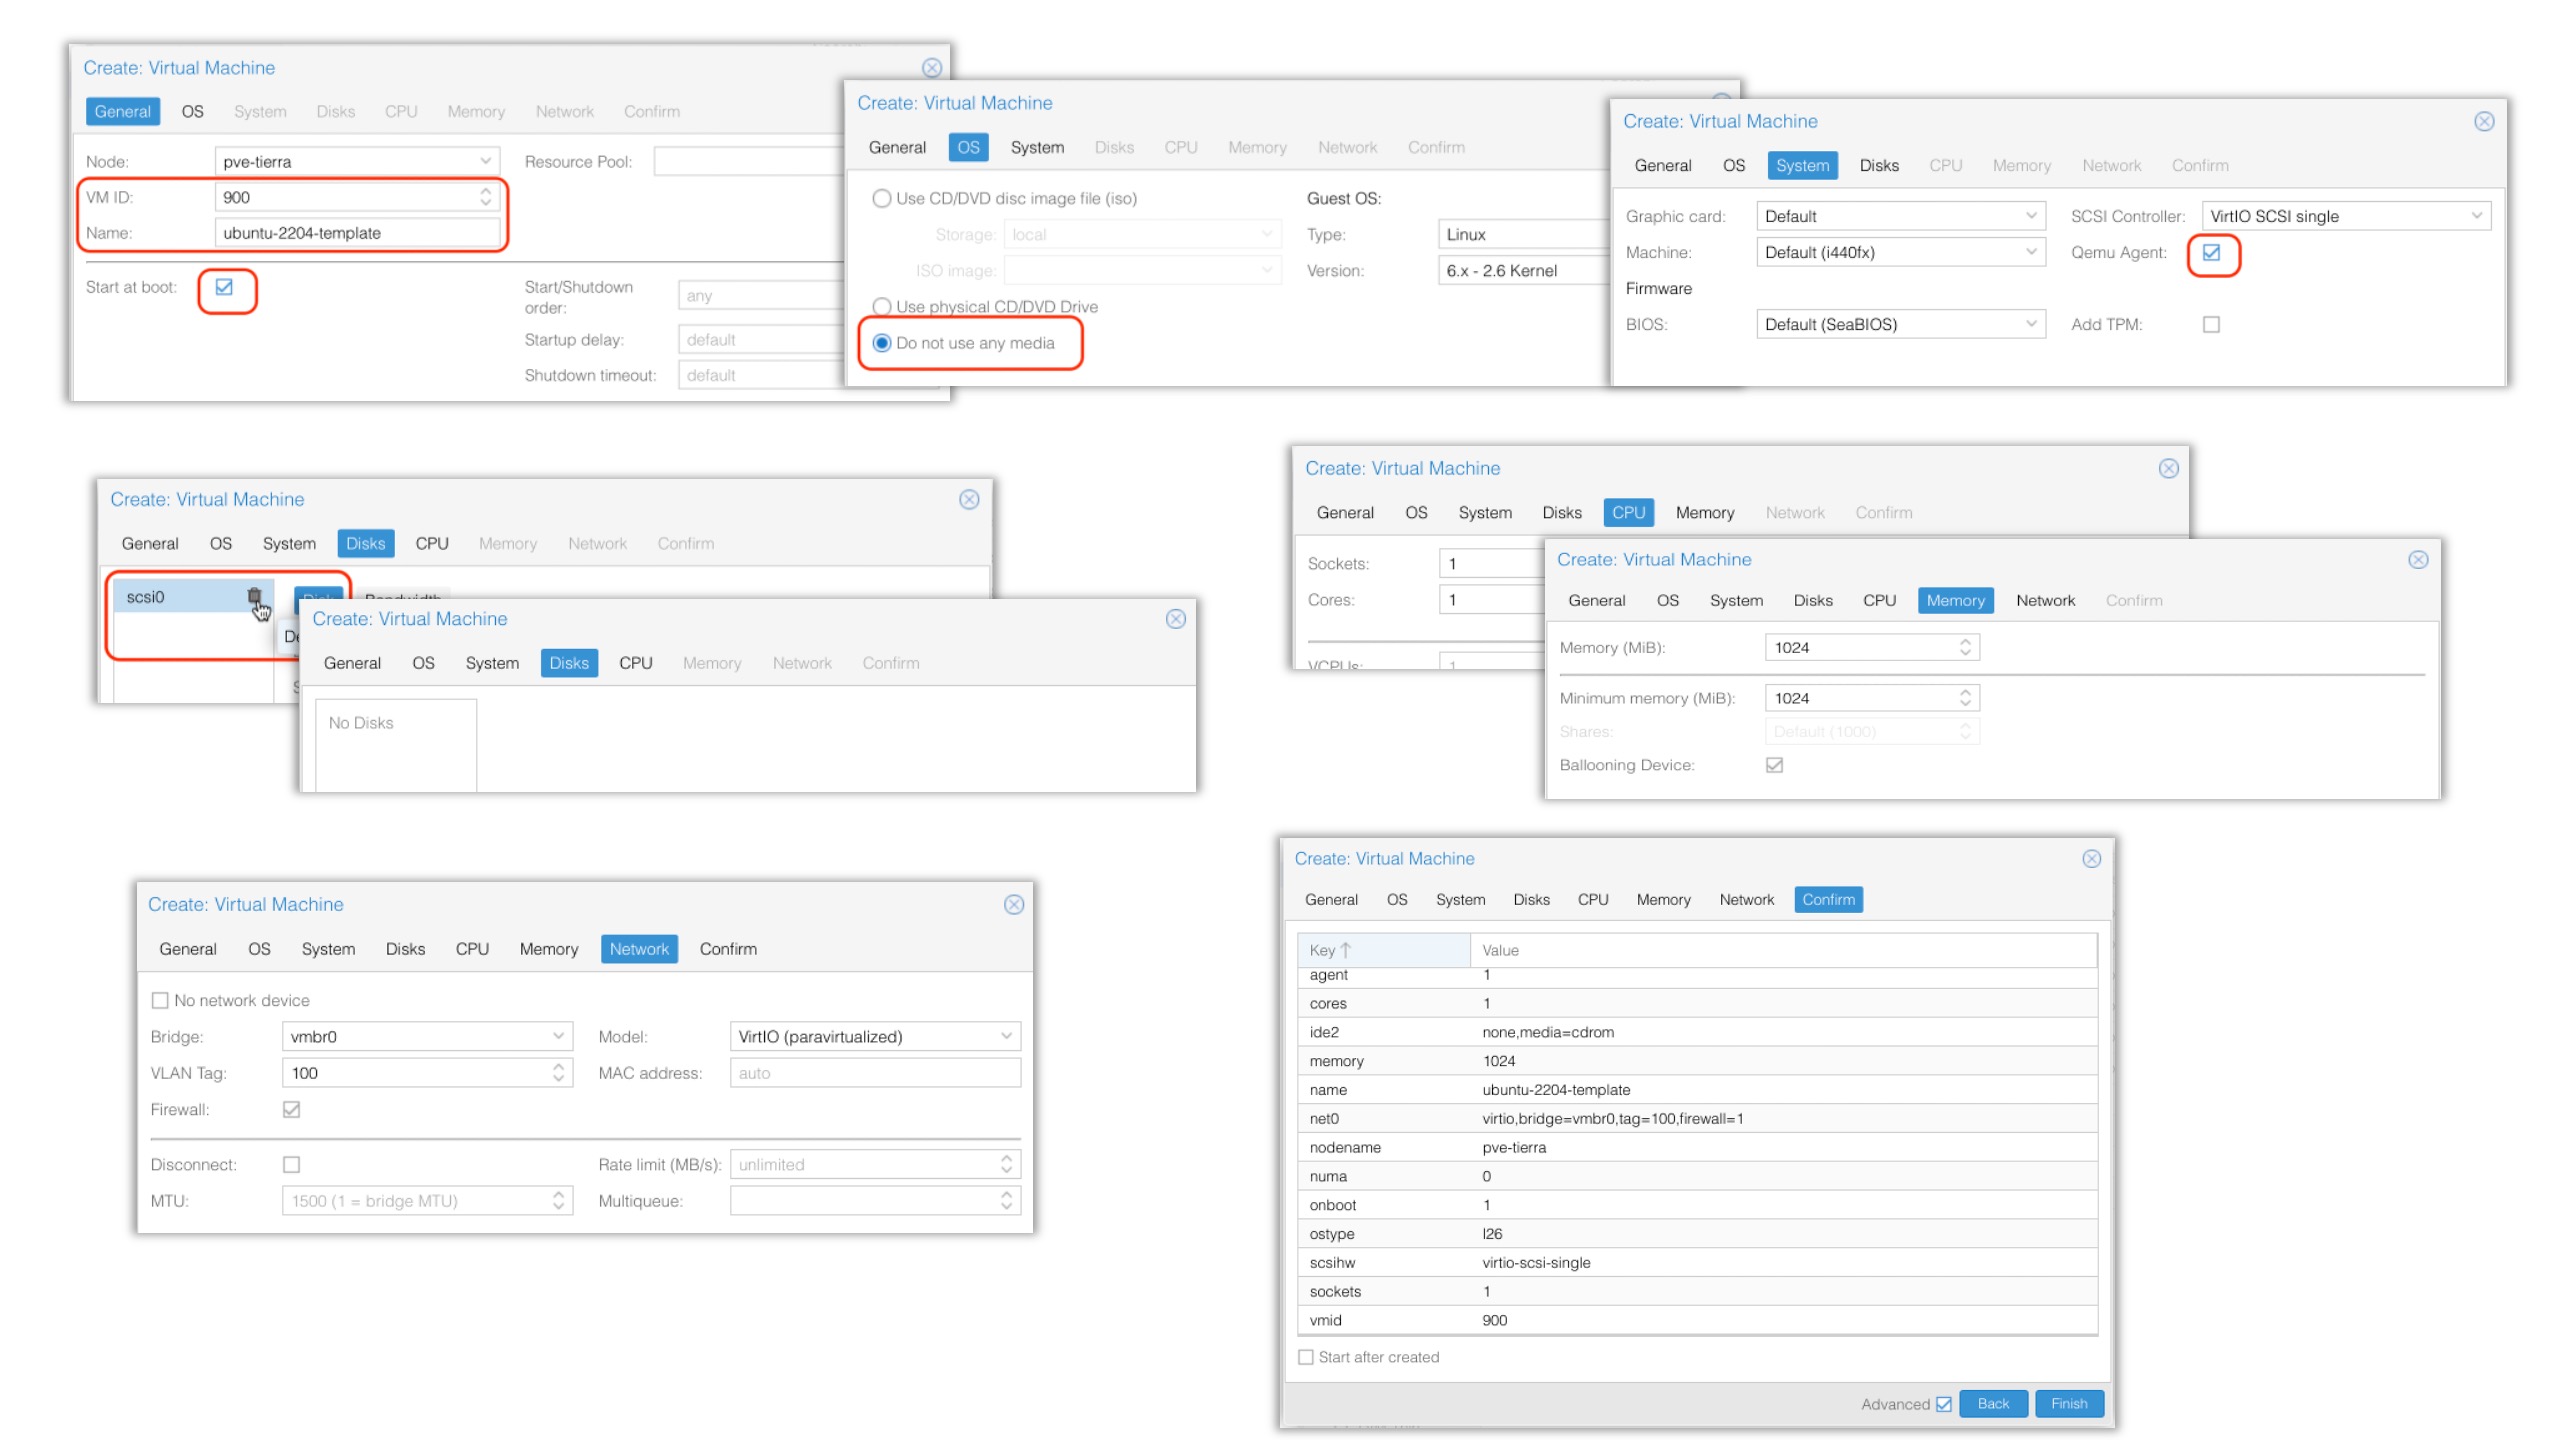 Create: Virtual Machine
General OS System Disks CPU Memory Network Confirm
Node: pve-tierra Resource Pool:
VM ID: 900
Name: ubuntu-2204-template
Start at boot: Start/Shutdown order: any
Startup delay: default
Shutdown timeout: default
Create: Virtual Machine
General OS System Disks CPU Memory Network Confirm
Use CD/DVD disc image file (iso) Guest OS:
Storage: local Type: Linux
ISO image: Version: 6.x - 2.6 Kernel
Use physical CD/DVD Drive
Do not use any media
Create: Virtual Machine
General OS System Disks CPU Memory Network Confirm
Graphic card: Default SCSI Controller: VirtIO SCSI single
Machine: Default (i440fx) Qemu Agent:
Firmware
BIOS: Default (SeaBIOS) Add TPM:
Create: Virtual Machine
General OS System Disks CPU Memory Network Confirm
scsi0 Disk Bandwidth
Create: Virtual Machine
General OS System Disks CPU Memory Network Confirm
No Disks
Create: Virtual Machine
General OS System Disks CPU Memory Network Confirm
Sockets: 1
Cores: 1
VCPUs: 1
Create: Virtual Machine
General OS System Disks CPU Memory Network Confirm
Memory (MiB): 1024
Minimum memory (MiB): 1024
Shares: Default (1000)
Ballooning Device:
Create: Virtual Machine
General OS System Disks CPU Memory Network Confirm
No network device
Bridge: vmbr0 Model: VirtIO (paravirtualized)
VLAN Tag: 100 MAC address: auto
Firewall:
Disconnect: Rate limit (MB/s): unlimited
MTU: 1500 (1 = bridge MTU) Multiqueue:
Create: Virtual Machine
General OS System Disks CPU Memory Network Confirm
Key ↑ Value
agent 1
cores 1
ide2 none,media=cdrom
memory 1024
name ubuntu-2204-template
net0 virtio,bridge=vmbr0,tag=100,firewall=1
nodename pve-tierra
numa 0
onboot 1
ostype l26
scsihw virtio-scsi-single
sockets 1
vmid 900
Start after created
Advanced Back Finish